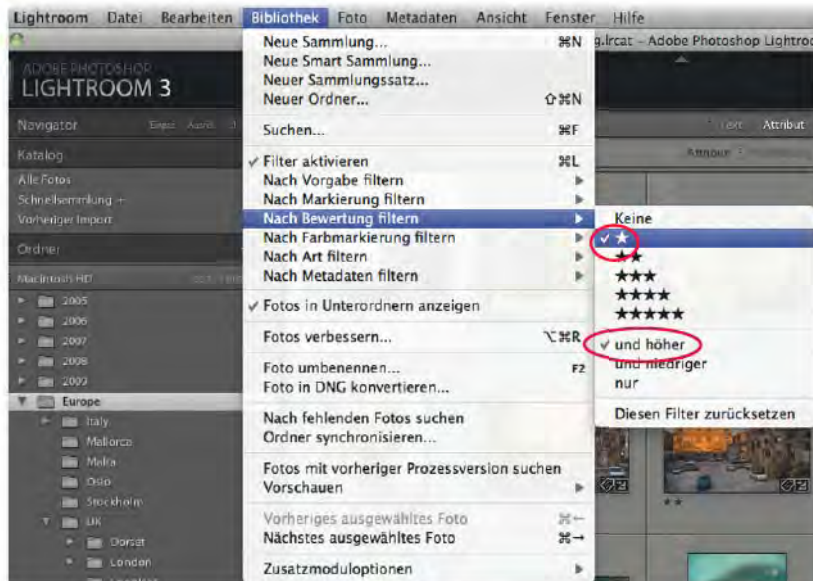 Lightroom Datei Bearbeiten Bibliothek Foto Metadaten Ansicht Fenster Hilfe
g.lrcat – Adobe Photoshop Lightroo
ADOBE PHOTOSHOP
LIGHTROOM 3
Navigator
Katalog
Alle Fotos
Schnellsammlung +
Vorheriger Import
Ordner
Macintosh HD
2005
2006
2007
2008
2009
Europe
Italy
Mallorca
Malta
Oslo
Stockholm
UK
Dorset
London
Neue Sammlung... ⌘N
Neue Smart Sammlung...
Neuer Sammlungssatz...
Neuer Ordner... ⇧⌘N
Suchen... ⌘F
✓ Filter aktivieren ⌘L
Nach Vorgabe filtern ▶
Nach Markierung filtern ▶
Nach Bewertung filtern ▶
Nach Farbmarkierung filtern ▶
Nach Art filtern ▶
Nach Metadaten filtern ▶
✓ Fotos in Unterordnern anzeigen
Fotos verbessern... ⌥⌘R
Foto umbenennen... F2
Foto in DNG konvertieren...
Nach fehlenden Fotos suchen
Ordner synchronisieren...
Fotos mit vorheriger Prozessversion suchen
Vorschauen ▶
Vorheriges ausgewähltes Foto ⌘←
Nächstes ausgewähltes Foto ⌘→
Zusatzmoduloptionen ▶
Text Attribut
Attribut
Keine
✓ ★
★★
★★★
★★★★
★★★★★
✓ und höher
und niedriger
nur
Diesen Filter zurücksetzen
★★